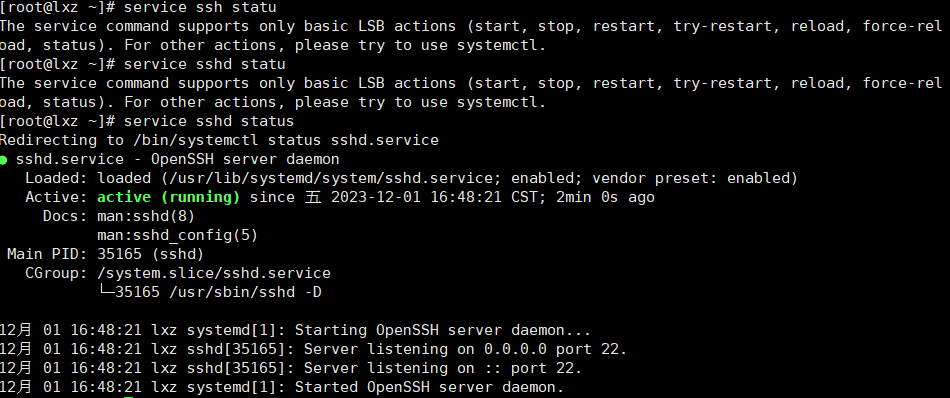 [root@lxz ~]# service ssh statu
The service command supports only basic LSB actions (start, stop, restart, try-restart, reload, force-rel
oad, status). For other actions, please try to use systemctl.
[root@lxz ~]# service sshd statu
The service command supports only basic LSB actions (start, stop, restart, try-restart, reload, force-rel
oad, status). For other actions, please try to use systemctl.
[root@lxz ~]# service sshd status
Redirecting to /bin/systemctl status sshd.service
● sshd.service - OpenSSH server daemon
   Loaded: loaded (/usr/lib/systemd/system/sshd.service; enabled; vendor preset: enabled)
   Active: active (running) since 五 2023-12-01 16:48:21 CST; 2min 0s ago
     Docs: man:sshd(8)
           man:sshd_config(5)
 Main PID: 35165 (sshd)
   CGroup: /system.slice/sshd.service
           └─35165 /usr/sbin/sshd -D
12月 01 16:48:21 lxz systemd[1]: Starting OpenSSH server daemon...
12月 01 16:48:21 lxz sshd[35165]: Server listening on 0.0.0.0 port 22.
12月 01 16:48:21 lxz sshd[35165]: Server listening on :: port 22.
12月 01 16:48:21 lxz systemd[1]: Started OpenSSH server daemon.